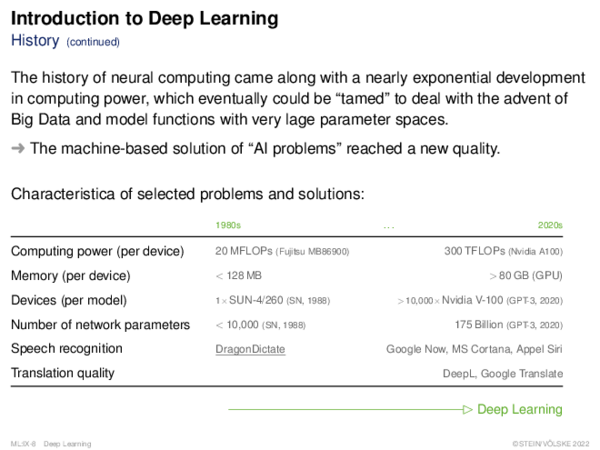 Introduction to Deep Learning
History (continued)
The history of neural computing came along with a nearly exponential development
in computing power, which eventually could be “tamed” to deal with the advent of
Big Data and model functions with very lage parameter spaces.
→ The machine-based solution of “AI problems” reached a new quality.
Characteristica of selected problems and solutions:
1980s ... 2020s
Computing power (per device) 20 MFLOPs (Fujitsu MB86900) 300 TFLOPs (Nvidia A100)
Memory (per device) < 128 MB > 80 GB (GPU)
Devices (per model) 1× SUN-4/260 (SN, 1988) > 10,000× Nvidia V-100 (GPT-3, 2020)
Number of network parameters < 10,000 (SN, 1988) 175 Billion (GPT-3, 2020)
Speech recognition DragonDictate Google Now, MS Cortana, Appel Siri
Translation quality DeepL, Google Translate
Deep Learning
ML:IX-8 Deep Learning ©STEIN/VÖLSKE 2022